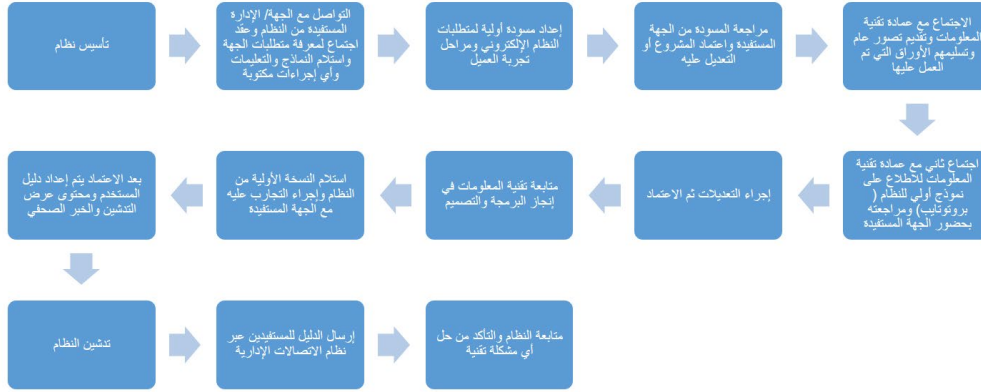 تأسيس نظام
التواصل مع الجهة/ الإدارة
المستفيدة من النظام وعقد
اجتماع لمعرفة متطلبات الجهة
واستلام النماذج والتعليمات
وأي إجراءات مكتوبة
إعداد مسودة أولية لمتطلبات
النظام الإلكتروني ومراحل
تجربة العميل
مراجعة المسودة من الجهة
المستفيدة واعتماد المشروع أو
التعديل عليه
الاجتماع مع عمادة تقنية
المعلومات وتقديم تصور عام
وتسليمهم الأوراق التي تم
العمل عليها
اجتماع ثاني مع عمادة تقنية
المعلومات للاطلاع على
نموذج أولي للنظام (
بروتوتايب) ومراجعته
بحضور الجهة المستفيدة
إجراء التعديلات ثم الاعتماد
متابعة تقنية المعلومات في
إنجاز البرمجة والتصميم
استلام النسخة الأولية من
النظام وإجراء التجارب عليه
مع الجهة المستفيدة
بعد الاعتماد يتم إعداد دليل
المستخدم ومحتوى عرض
التدشين والخبر الصحفي
تدشين النظام
إرسال الدليل للمستفيدين عبر
نظام الاتصالات الإدارية
متابعة النظام والتأكد من حل
أي مشكلة تقنية